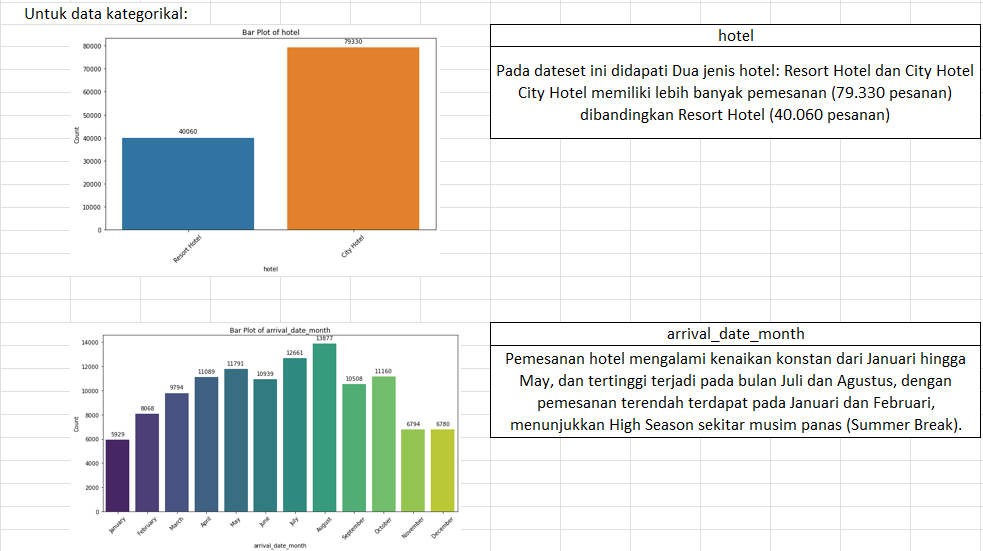 Untuk data kategorikal:
Bar Plot of hotel
79330
80000
70000
60000
50000
40060
40000
30000
20000
10000
0
Count
Resort Hotel
City Hotel
hotel
hotel
Pada dateset ini didapati Dua jenis hotel: Resort Hotel dan City Hotel
City Hotel memiliki lebih banyak pemesanan (79.330 pesanan)
dibandingkan Resort Hotel (40.060 pesanan)
Bar Plot of arrival_date_month
14000
12000
10000
8000
6000
4000
2000
0
Count
5929
8068
9794
11089
11791
10939
12661
13877
10508
11160
6794
6780
January
February
March
April
May
June
July
August
September
October
November
December
arrival_date_month
arrival_date_month
Pemesanan hotel mengalami kenaikan konstan dari Januari hingga
May, dan tertinggi terjadi pada bulan Juli dan Agustus, dengan
pemesanan terendah terdapat pada Januari dan Februari,
menunjukkan High Season sekitar musim panas (Summer Break).